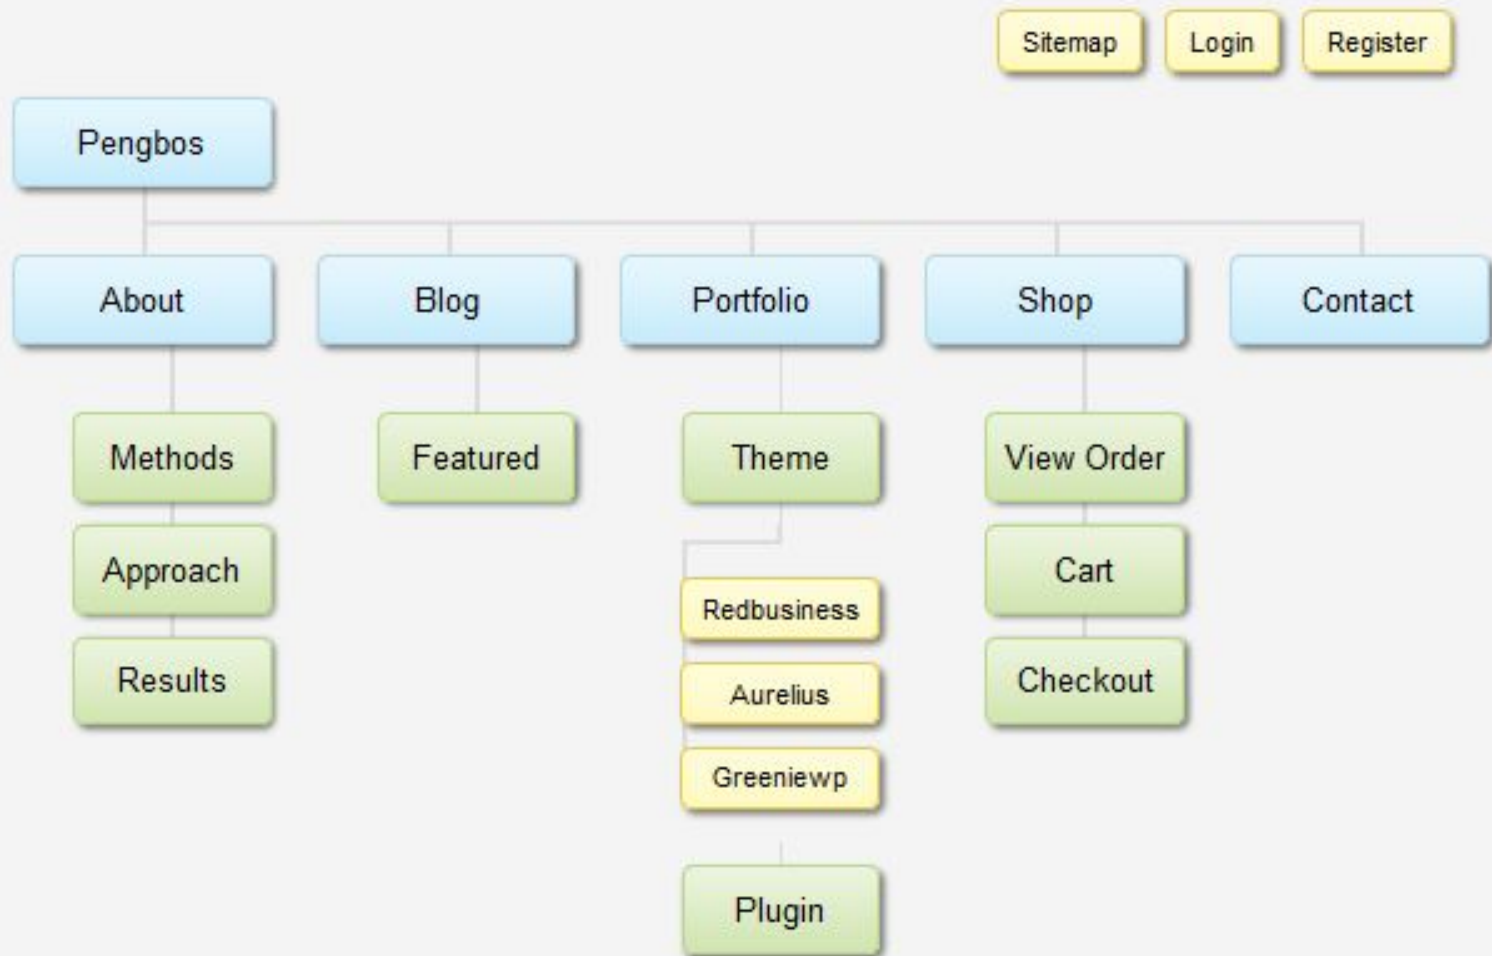 Sitemap
Login
Register
Pengbos
About
Blog
Portfolio
Shop
Contact
Methods
Featured
Theme
View Order
Approach
Cart
Redbusiness
Results
Checkout
Aurelius
Greeniewp
Plugin